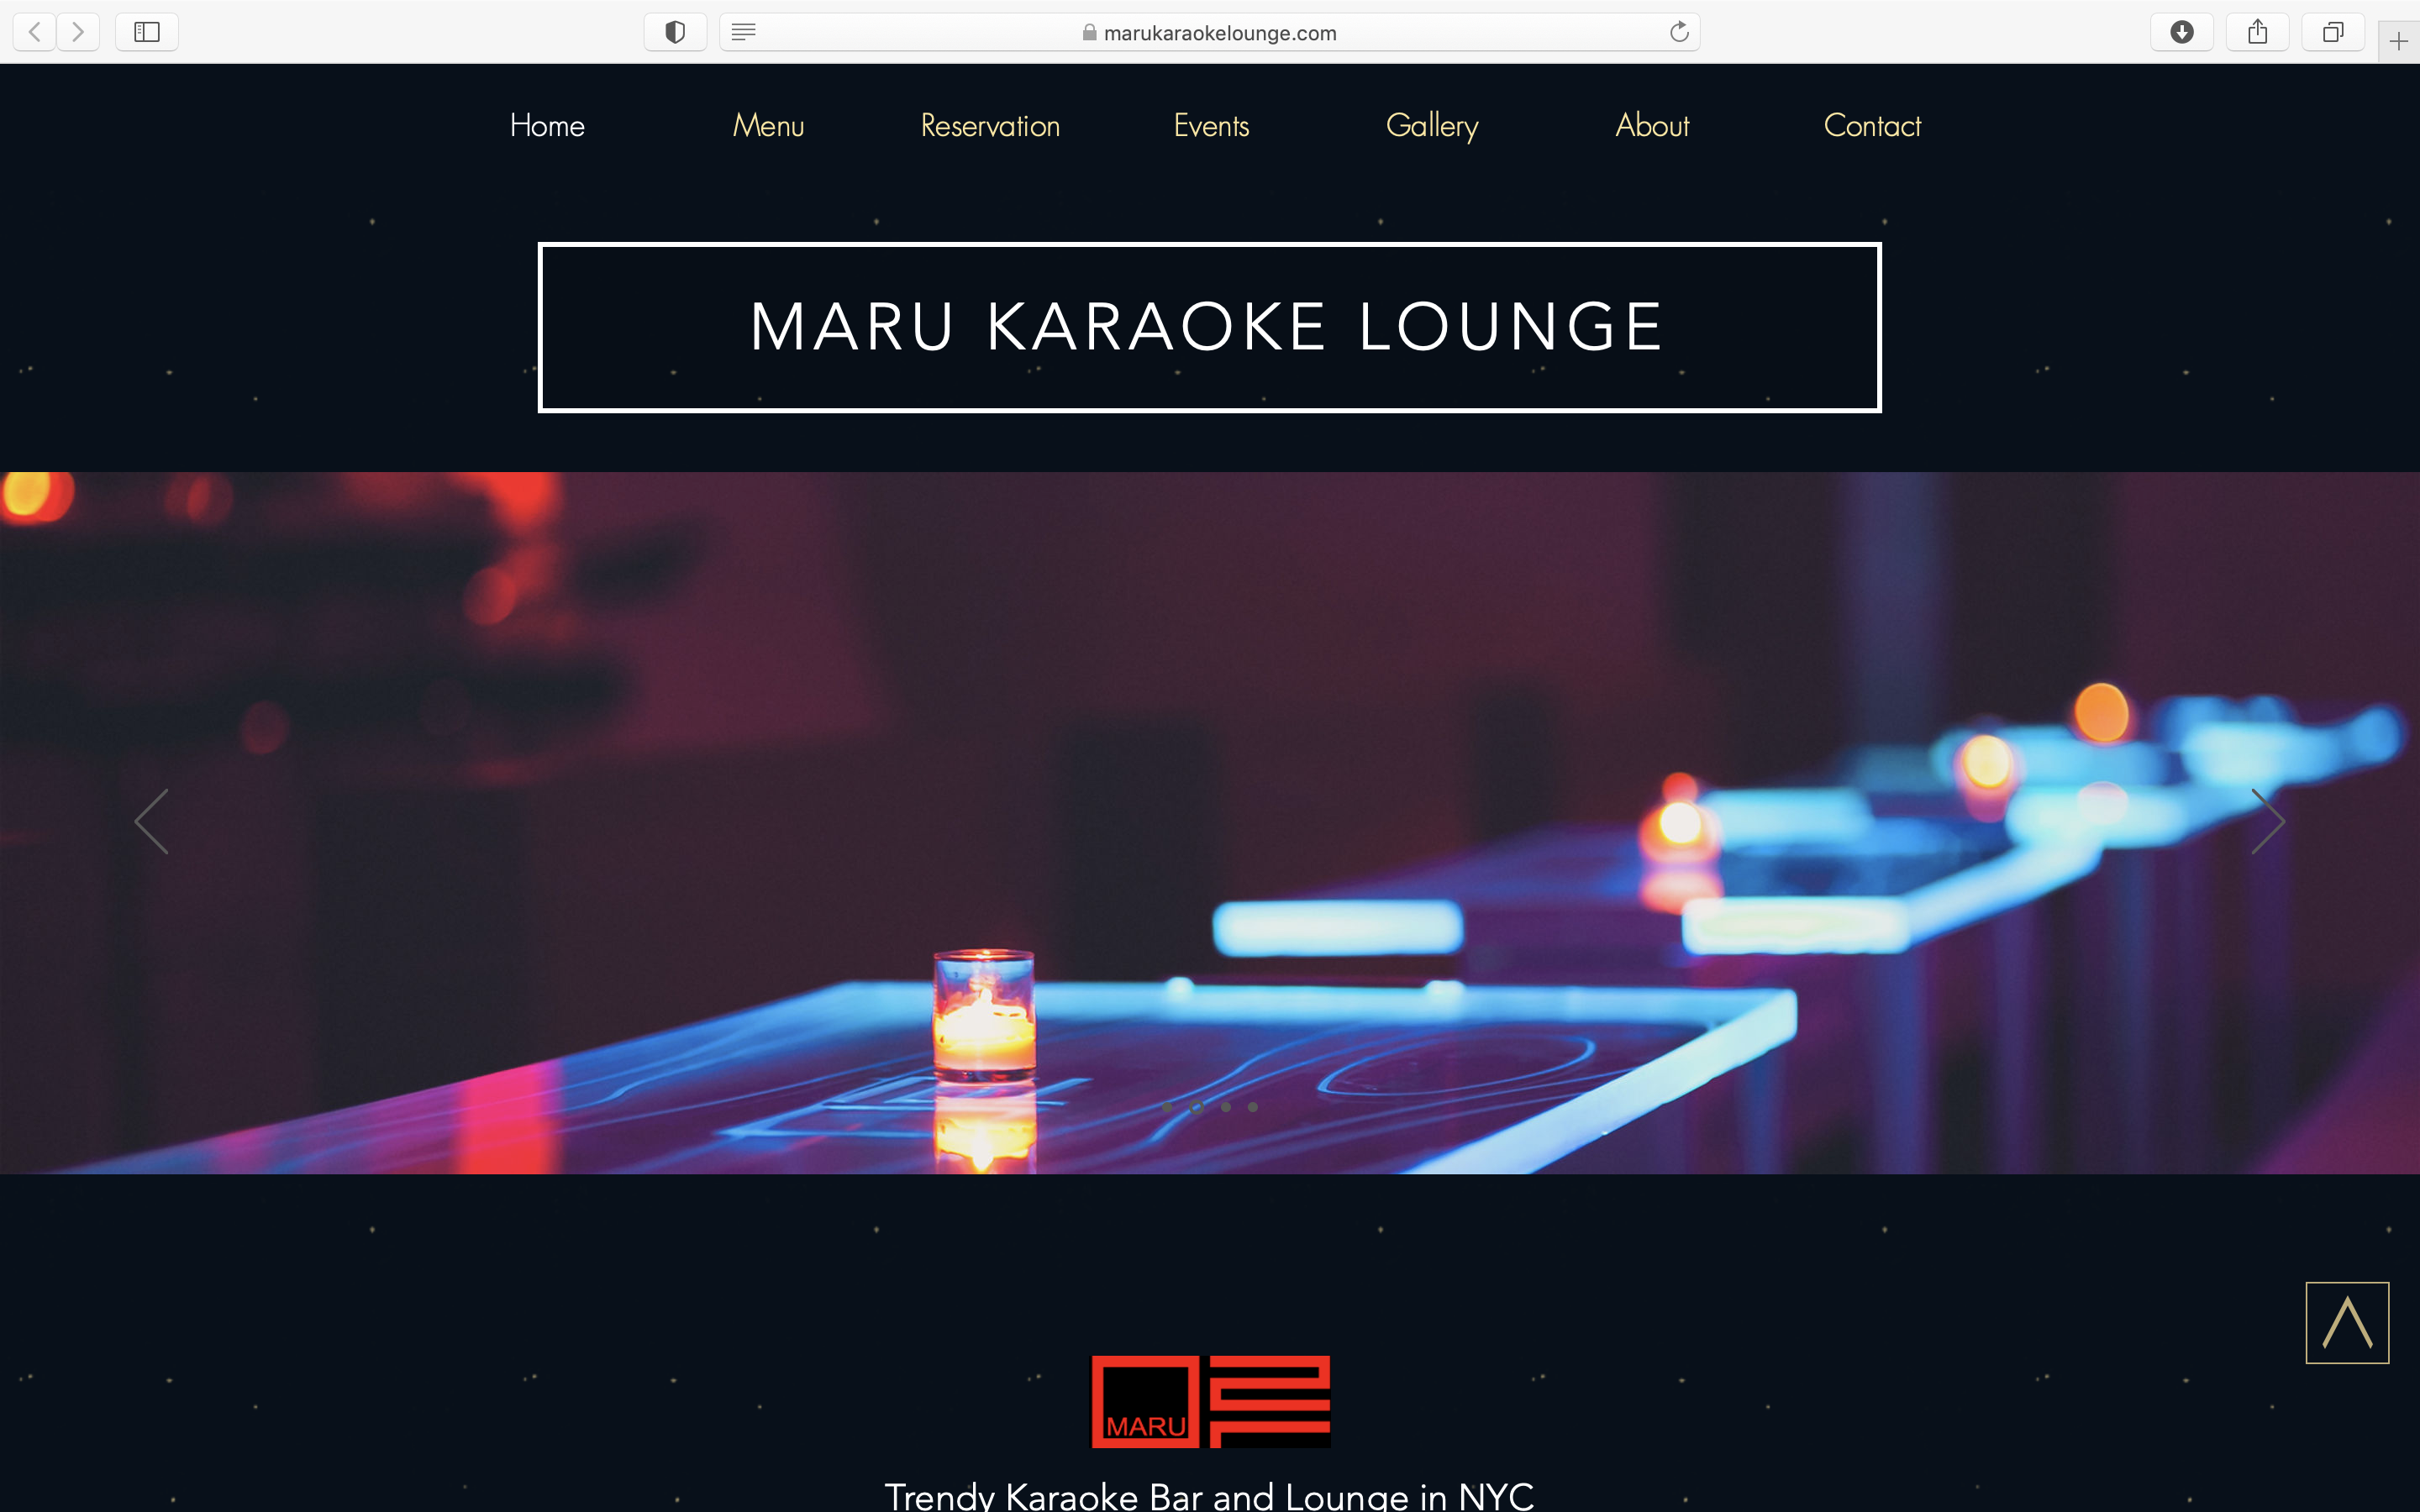 marukaraokelounge.com
Home Menu Reservation Events Gallery About Contact
MARU KARAOKE LOUNGE
MARU
Trendy Karaoke Bar and Lounge in NYC